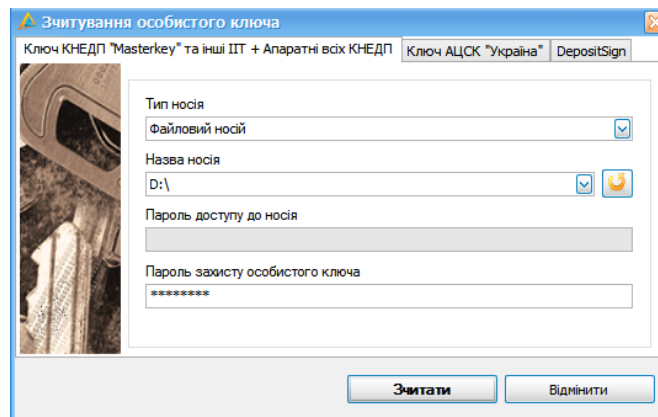 Зчитування особистого ключа
Ключ КНЕДП "Masterkey" та інші ІІТ + Апаратні всіх КНЕДП
Ключ АЦСК "Україна"
DepositSign
Тип носія
Файловий носій
Назва носія
D:\
Пароль доступу до носія
Пароль захисту особистого ключа
********
Зчитати
Відмінити